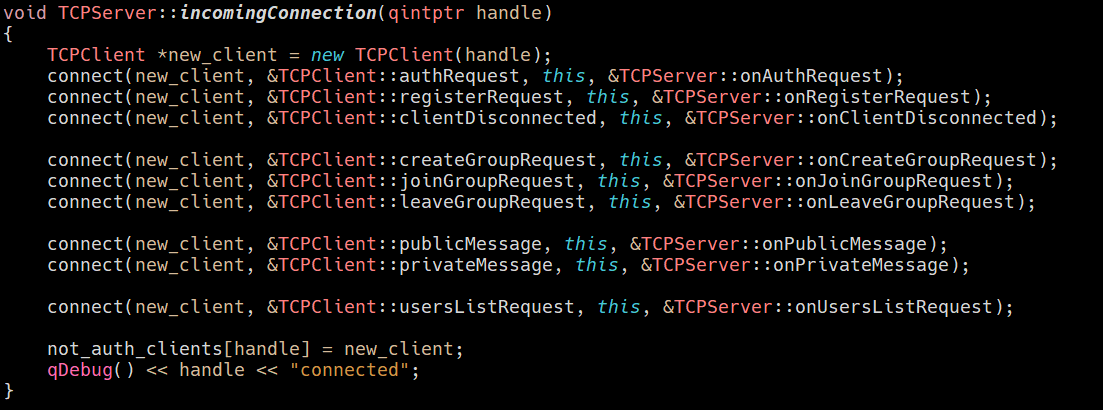 void TCPServer::incomingConnection(qintptr handle)
{
    TCPClient *new_client = new TCPClient(handle);
    connect(new_client, &TCPClient::authRequest, this, &TCPServer::onAuthRequest);
    connect(new_client, &TCPClient::registerRequest, this, &TCPServer::onRegisterRequest);
    connect(new_client, &TCPClient::clientDisconnected, this, &TCPServer::onClientDisconnected);

    connect(new_client, &TCPClient::createGroupRequest, this, &TCPServer::onCreateGroupRequest);
    connect(new_client, &TCPClient::joinGroupRequest, this, &TCPServer::onJoinGroupRequest);
    connect(new_client, &TCPClient::leaveGroupRequest, this, &TCPServer::onLeaveGroupRequest);

    connect(new_client, &TCPClient::publicMessage, this, &TCPServer::onPublicMessage);
    connect(new_client, &TCPClient::privateMessage, this, &TCPServer::onPrivateMessage);

    connect(new_client, &TCPClient::usersListRequest, this, &TCPServer::onUsersListRequest);

    not_auth_clients[handle] = new_client;
    qDebug() << handle << "connected";
}